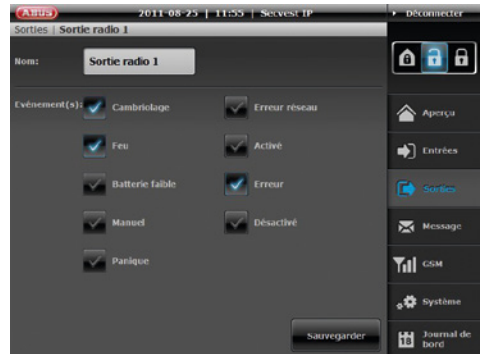 ABUS 2011-08-25 | 11:55 | Secvest IP Déconnecter
Sorties | Sortie radio 1
Nom: Sortie radio 1
Evénement(s): Cambriolage Erreur réseau
Aperçu
Feu Activé
Entrées
Batterie faible Erreur
Sorties
Manuel Désactivé
Message
Panique
GSM
Système
Sauvegarder
18 Journal de
bord